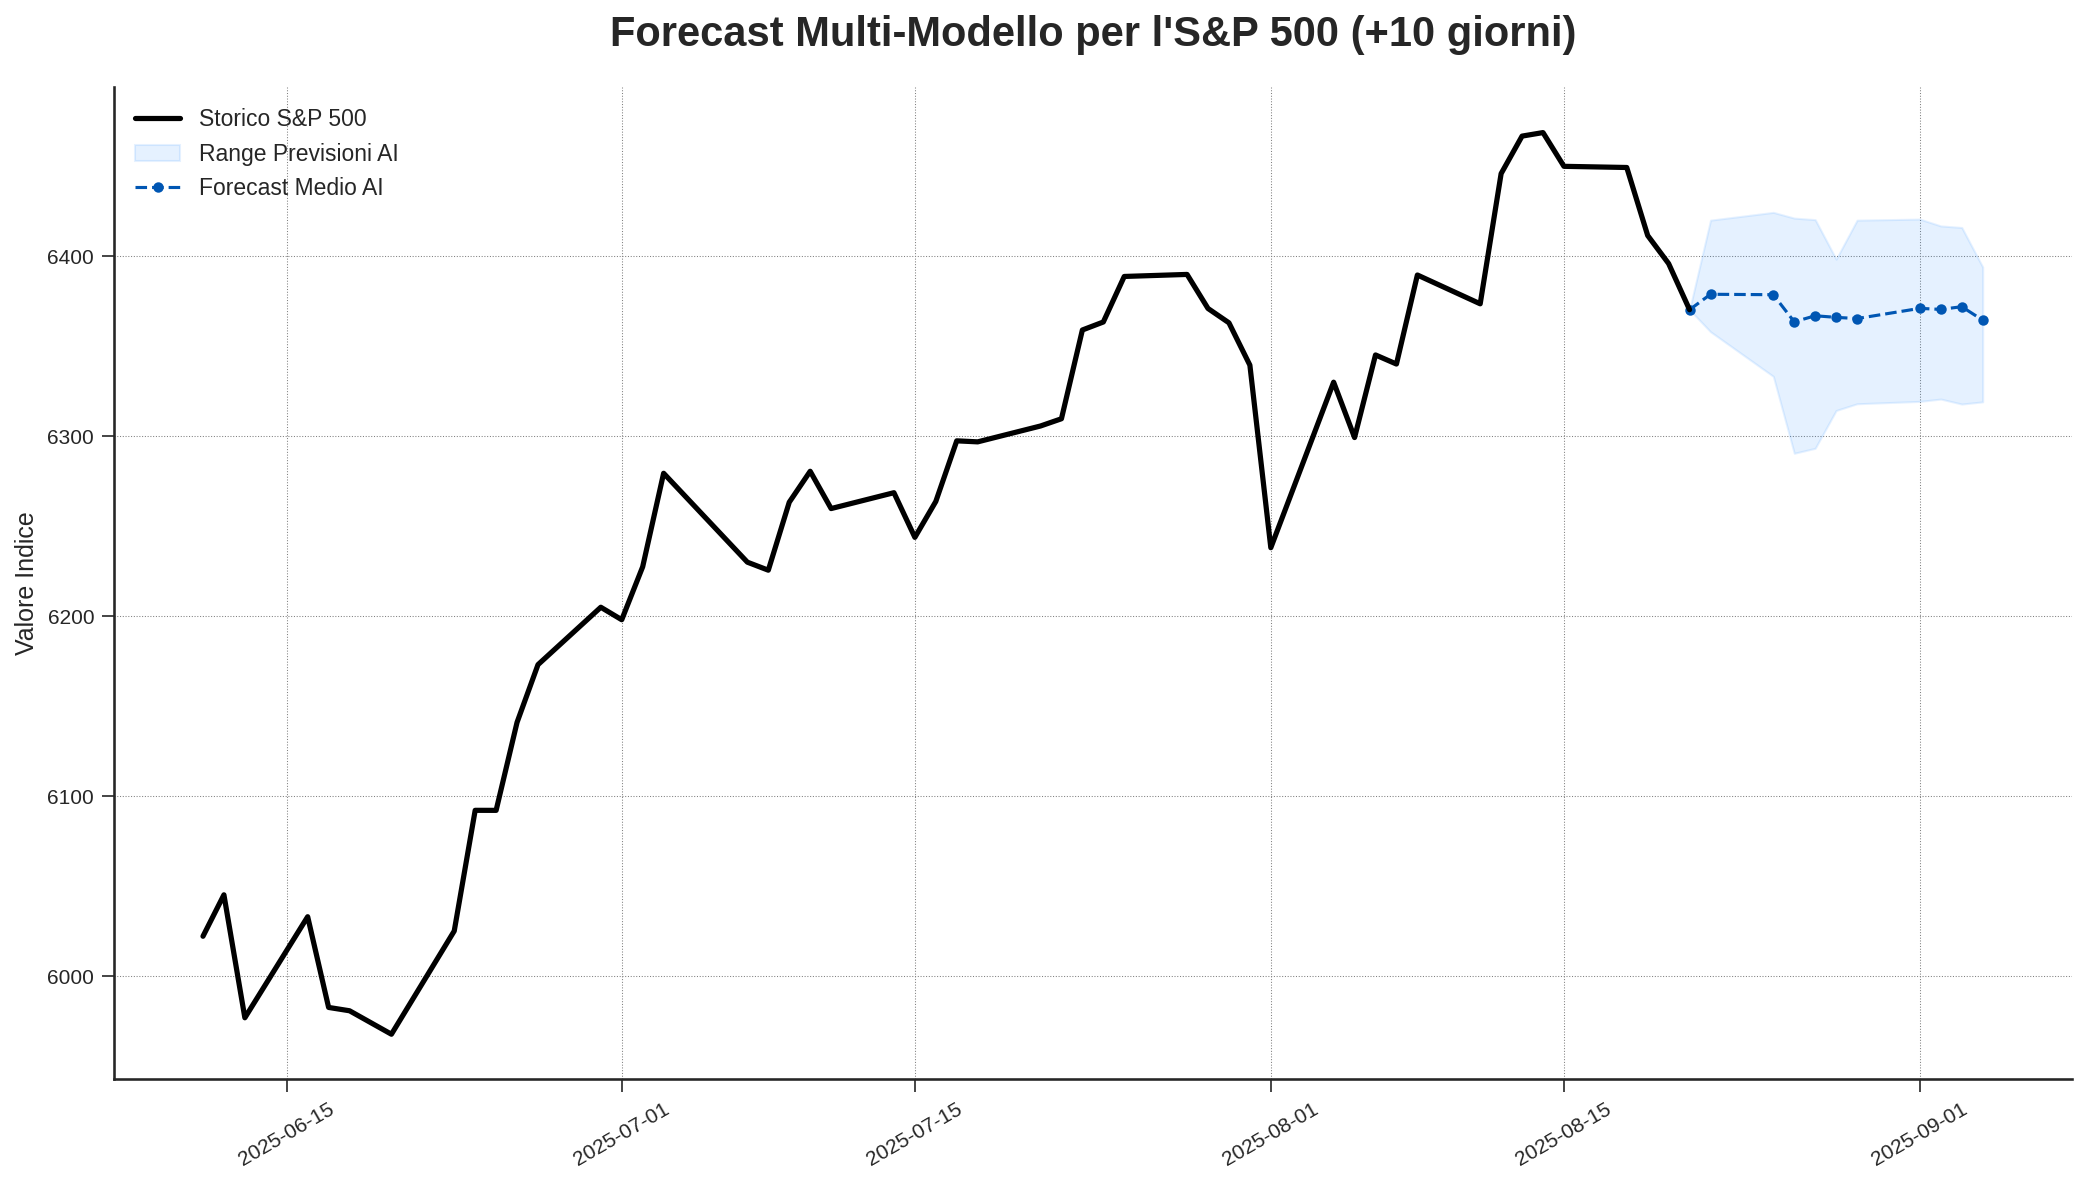 Forecast Multi-Modello per l'S&P 500 (+10 giorni)
Storico S&P 500
Range Previsioni AI
Forecast Medio AI
Valore Indice
6400
6300
6200
6100
6000
2025-06-15
2025-07-01
2025-07-15
2025-08-01
2025-08-15
2025-09-01